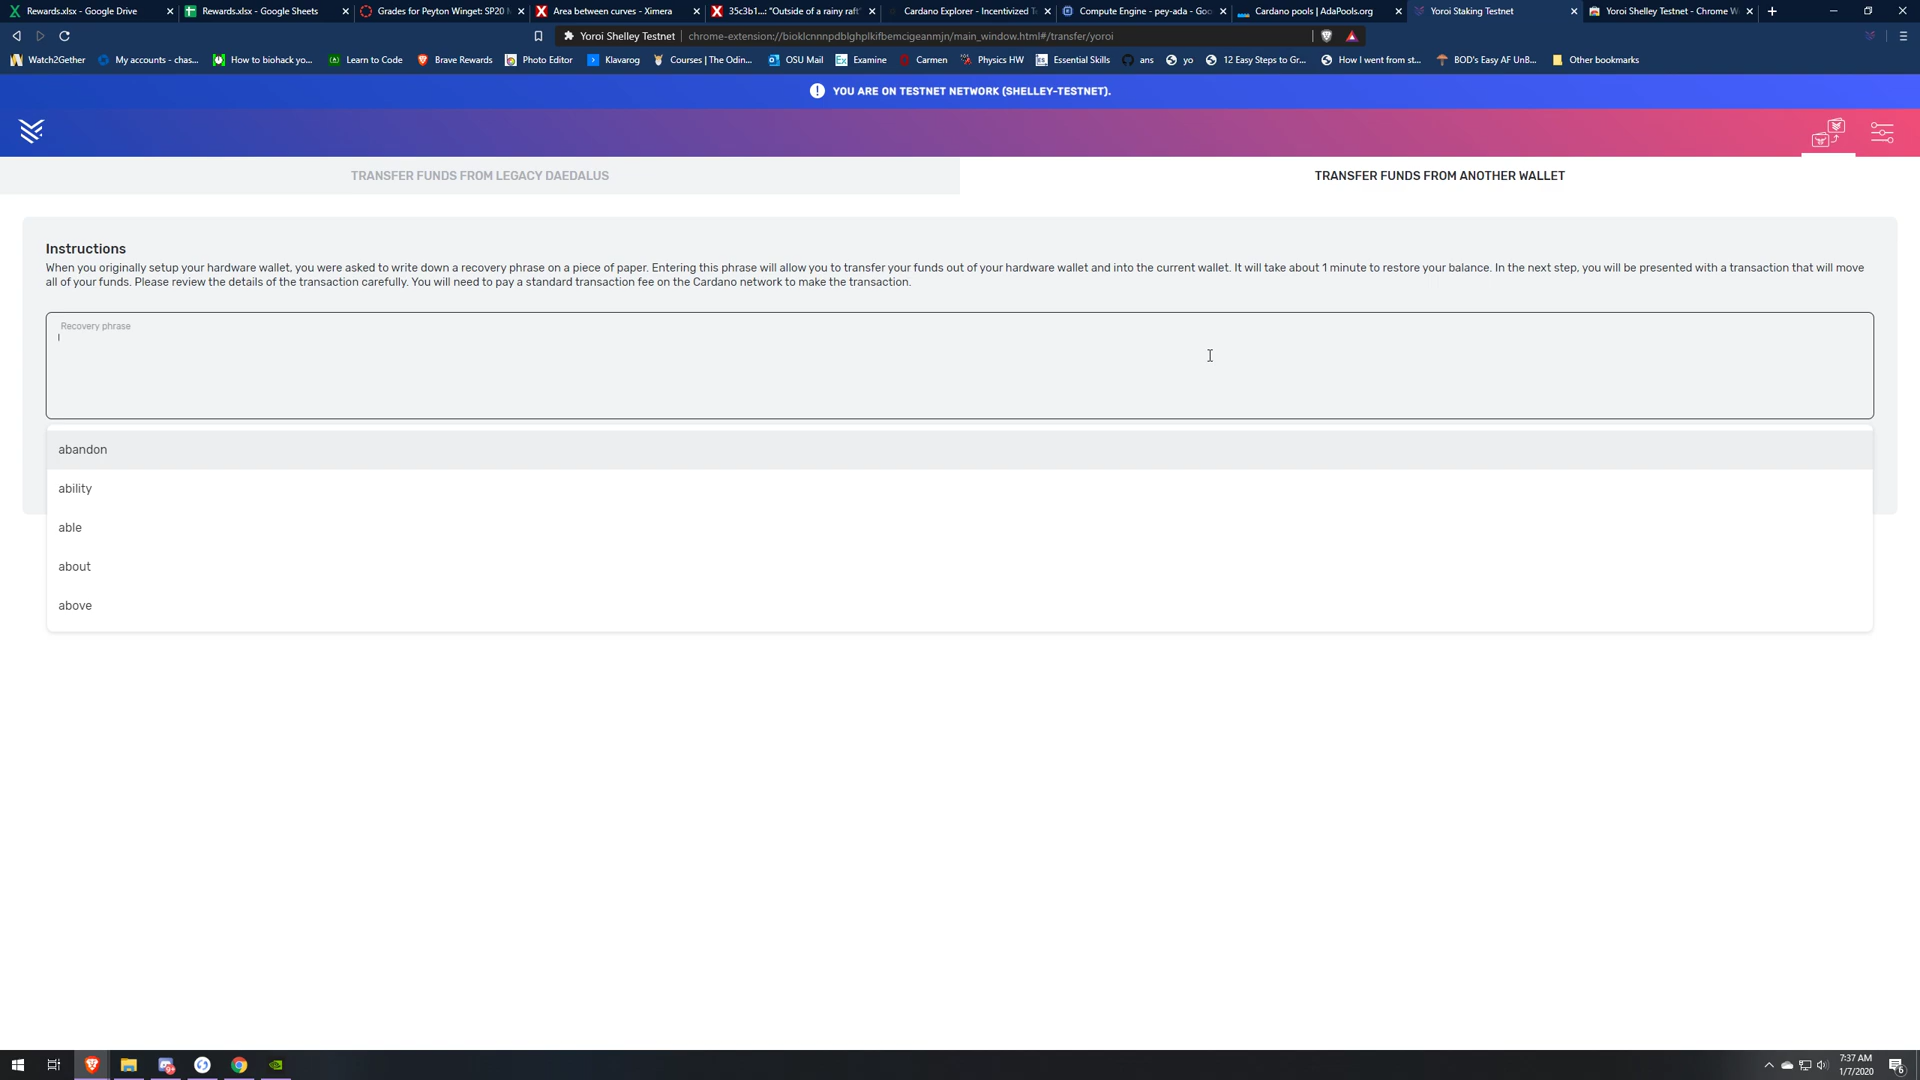 Rewards.xlsx - Google Drive
Rewards.xlsx - Google Sheets
Grades for Peyton Winget: SP20 M
Area between curves - Ximera
35c3b1...: "Outside of a rainy raft"
Cardano Explorer - Incentivized T
Compute Engine - pey-ada - Goo
Cardano pools | AdaPools.org
Yoroi Staking Testnet
Yoroi Shelley Testnet - Chrome W
Yoroi Shelley Testnet
chrome-extension://bioklcnnnpdblghplkifbemcigeanmjn/main_window.html#/transfer/yoroi
Watch2Gether
My accounts - chas...
How to biohack yo...
Learn to Code
Brave Rewards
Photo Editor
Klavarog
Courses | The Odin...
OSU Mail
Examine
Carmen
Physics HW
Essential Skills
ans
yo
12 Easy Steps to Gr...
How I went from st...
BOD's Easy AF UnB...
Other bookmarks
YOU ARE ON TESTNET NETWORK (SHELLEY-TESTNET).
TRANSFER FUNDS FROM LEGACY DAEDALUS
TRANSFER FUNDS FROM ANOTHER WALLET
Instructions
When you originally setup your hardware wallet, you were asked to write down a recovery phrase on a piece of paper. Entering this phrase will allow you to transfer your funds out of your hardware wallet and into the current wallet. It will take about 1 minute to restore your balance. In the next step, you will be presented with a transaction that will move
all of your funds. Please review the details of the transaction carefully. You will need to pay a standard transaction fee on the Cardano network to make the transaction.
Recovery phrase
abandon
ability
able
about
above
7:37 AM
1/7/2020